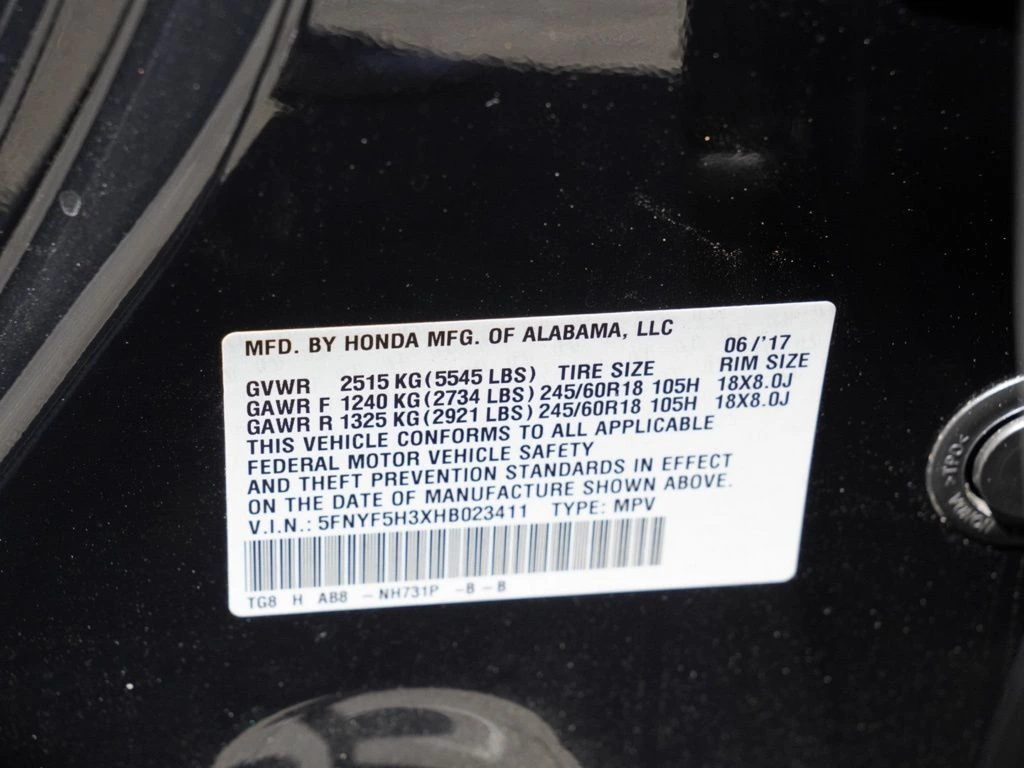 MFD. BY HONDA MFG. OF ALABAMA, LLC
06/'17
GVWR 2515 KG(5545 LBS) TIRE SIZE RIM SIZE
GAWR F 1240 KG(2734 LBS) 245/60R18 105H 18X8.0J
GAWR R 1325 KG(2921 LBS) 245/60R18 105H 18X8.0J
THIS VEHICLE CONFORMS TO ALL APPLICABLE
FEDERAL MOTOR VEHICLE SAFETY
AND THEFT PREVENTION STANDARDS IN EFFECT
ON THE DATE OF MANUFACTURE SHOWN ABOVE.
V.I.N.: 5FNYF5H3XHB023411 TYPE: MPV
TG8 H AB8 - NH731P -B - B
>TPO<